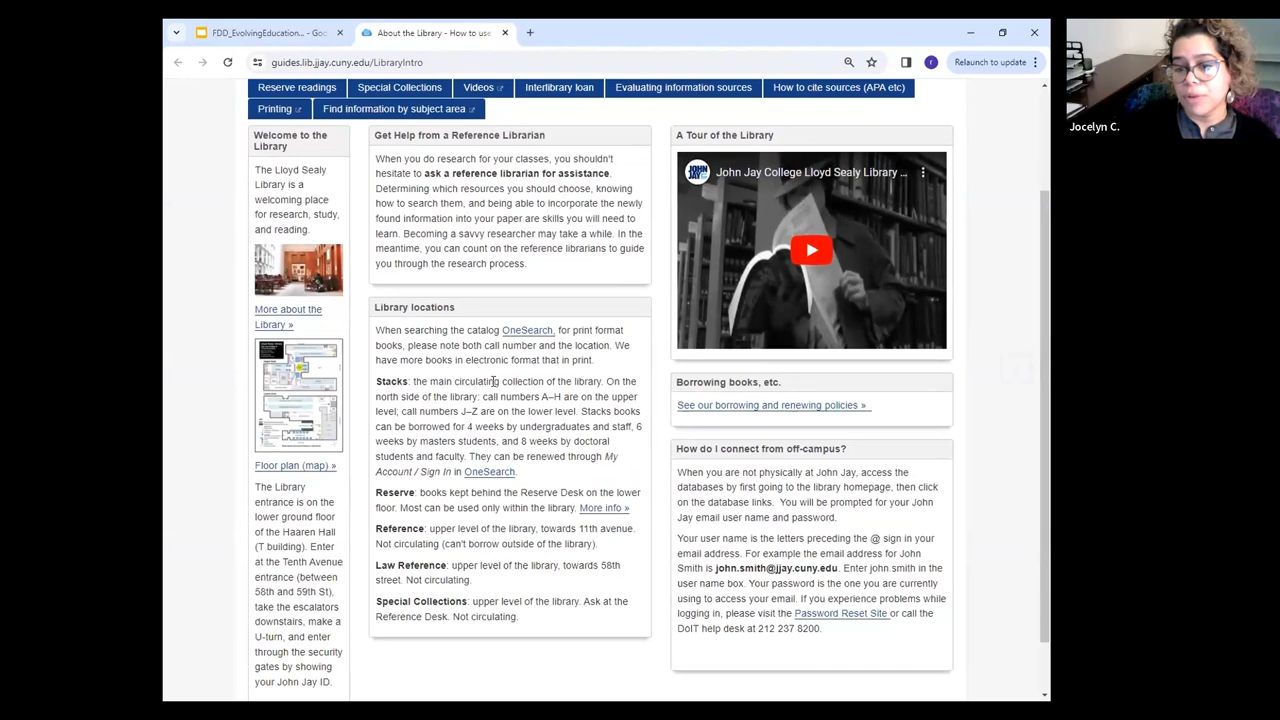 FDD_EvolvingEducation... - Goo
About the Library - How to use
guides.lib.jjay.cuny.edu/LibraryIntro
r
Relaunch to update
Reserve readings
Special Collections
Videos
Interlibrary loan
Evaluating information sources
How to cite sources (APA etc)
Printing
Find information by subject area
Welcome to the
Library
The Lloyd Sealy
Library is a
welcoming place
for research, study,
and reading.
More about the
Library »
Floor plan (map) »
The Library
entrance is on the
lower ground floor
of the Haaren Hall
(T building). Enter
at the Tenth Avenue
entrance (between
58th and 59th St),
take the escalators
downstairs, make a
U-turn, and enter
through the security
gates by showing
your John Jay ID.
Get Help from a Reference Librarian
When you do research for your classes, you shouldn't
hesitate to ask a reference librarian for assistance.
Determining which resources you should choose, knowing
how to search them, and being able to incorporate the newly
found information into your paper are skills you will need to
learn. Becoming a savvy researcher may take a while. In the
meantime, you can count on the reference librarians to guide
you through the research process.
Library locations
When searching the catalog OneSearch, for print format
books, please note both call number and the location. We
have more books in electronic format that in print.
Stacks: the main circulating collection of the library. On the
north side of the library: call numbers A–H are on the upper
level; call numbers J–Z are on the lower level. Stacks books
can be borrowed for 4 weeks by undergraduates and staff, 6
weeks by masters students, and 8 weeks by doctoral
students and faculty. They can be renewed through My
Account / Sign In in OneSearch.
Reserve: books kept behind the Reserve Desk on the lower
floor. Most can be used only within the library. More info »
Reference: upper level of the library, towards 11th avenue.
Not circulating (can't borrow outside of the library).
Law Reference: upper level of the library, towards 58th
street. Not circulating.
Special Collections: upper level of the library. Ask at the
Reference Desk. Not circulating.
A Tour of the Library
JOHN
JAY
John Jay College Lloyd Sealy Library ...
Borrowing books, etc.
See our borrowing and renewing policies »
How do I connect from off-campus?
When you are not physically at John Jay, access the
databases by first going to the library homepage, then click
on the database links. You will be prompted for your John
Jay email user name and password.
Your user name is the letters preceding the @ sign in your
email address. For example the email address for John
Smith is john.smith@jjay.cuny.edu. Enter john.smith in the
user name box. Your password is the one you are currently
using to access your email. If you experience problems while
logging in, please visit the Password Reset Site or call the
DoIT help desk at 212 237 8200.
Jocelyn C.